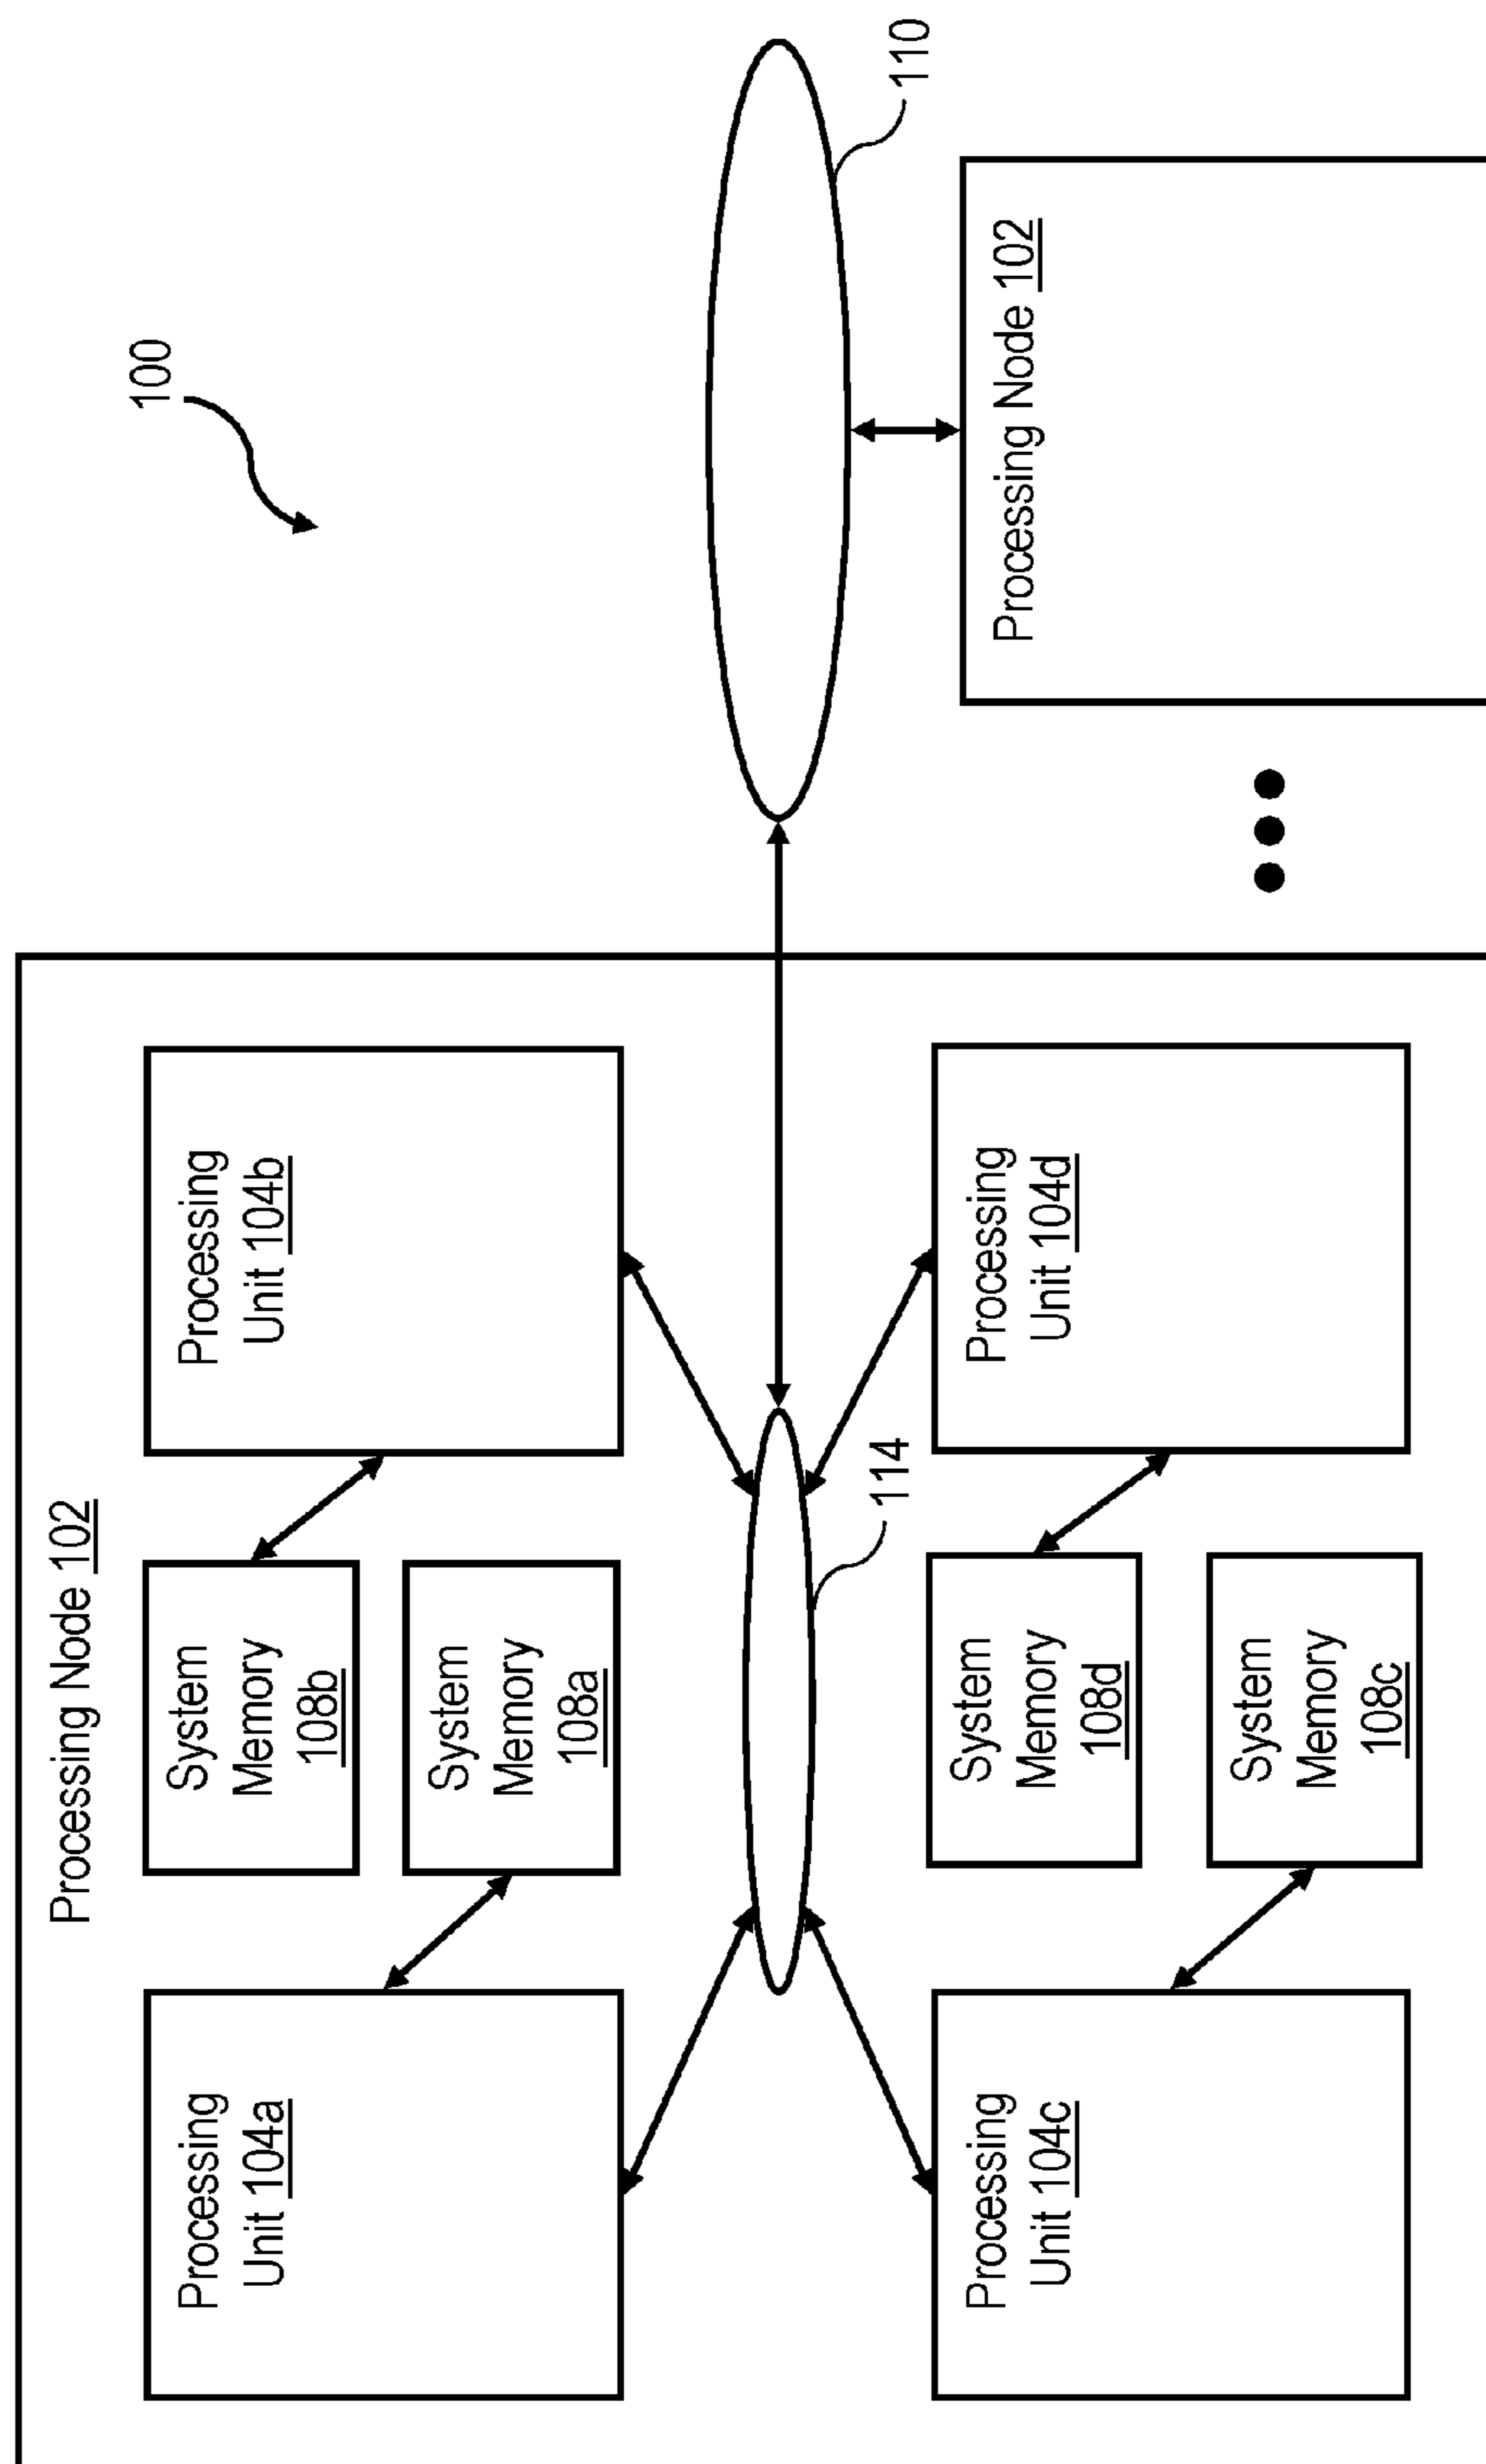 100
Processing Node 102
Processing
Unit 104a
System
Memory
108b
System
Memory
108a
Processing
Unit 104b
110
114
Processing
Unit 104c
System
Memory
108d
System
Memory
108c
Processing
Unit 104d
Processing Node 102